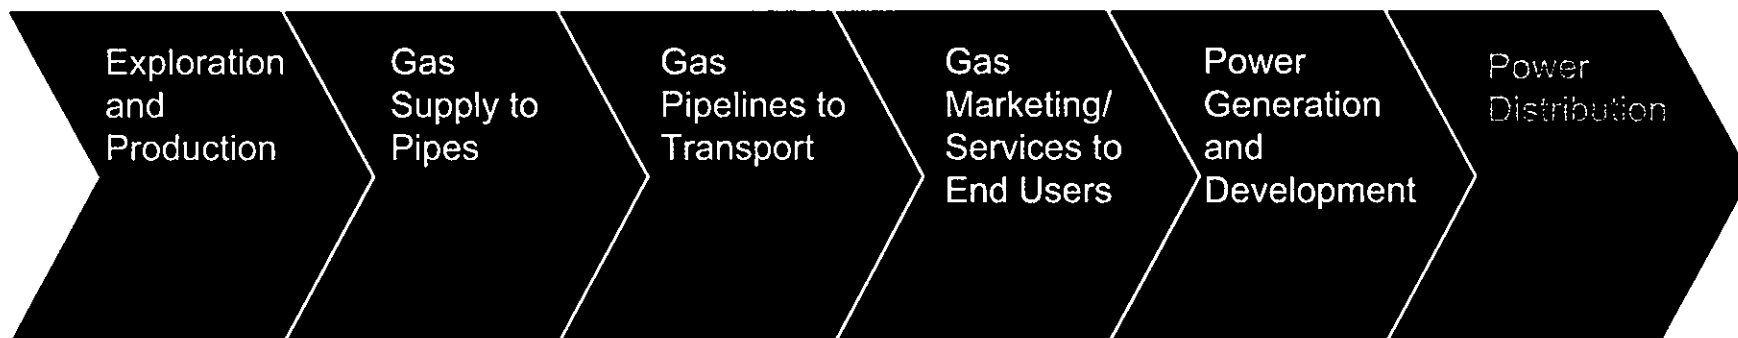 Exploration
and
Production
Gas
Supply to
Pipes
Gas
Pipelines to
Transport
Gas
Marketing/
Services to
End Users
Power
Generation
and
Development
Power
Distribution